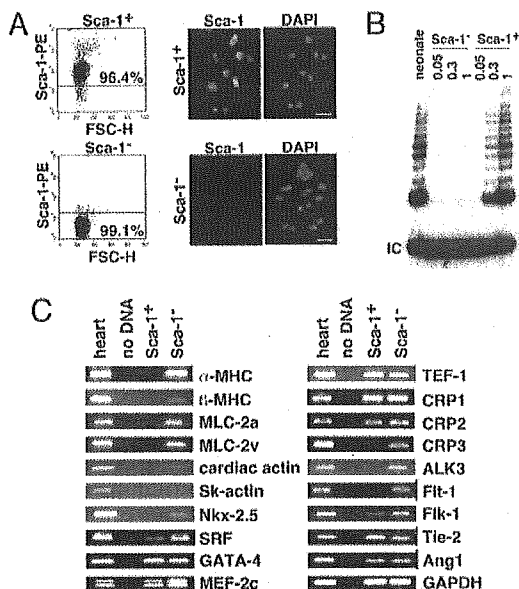 A
Sca-1+
Sca-1-PE
96.4%
FSC-H
Sca-1 DAPI
Sca-1+
Sca-1-
Sca-1-PE
99.1%
FSC-H
Sca-1 DAPI
Sca-1-
B
neonate
Sca-1- Sca-1+
0.05 0.3 1 0.05 0.3 1
IC
C
heart no DNA Sca-1+ Sca-1-
α-MHC
ß-MHC
MLC-2a
MLC-2v
cardiac actin
Sk-actin
Nkx-2.5
SRF
GATA-4
MEF-2c
heart no DNA Sca-1+ Sca-1-
TEF-1
CRP1
CRP2
CRP3
ALK3
Flt-1
Flk-1
Tie-2
Ang1
GAPDH